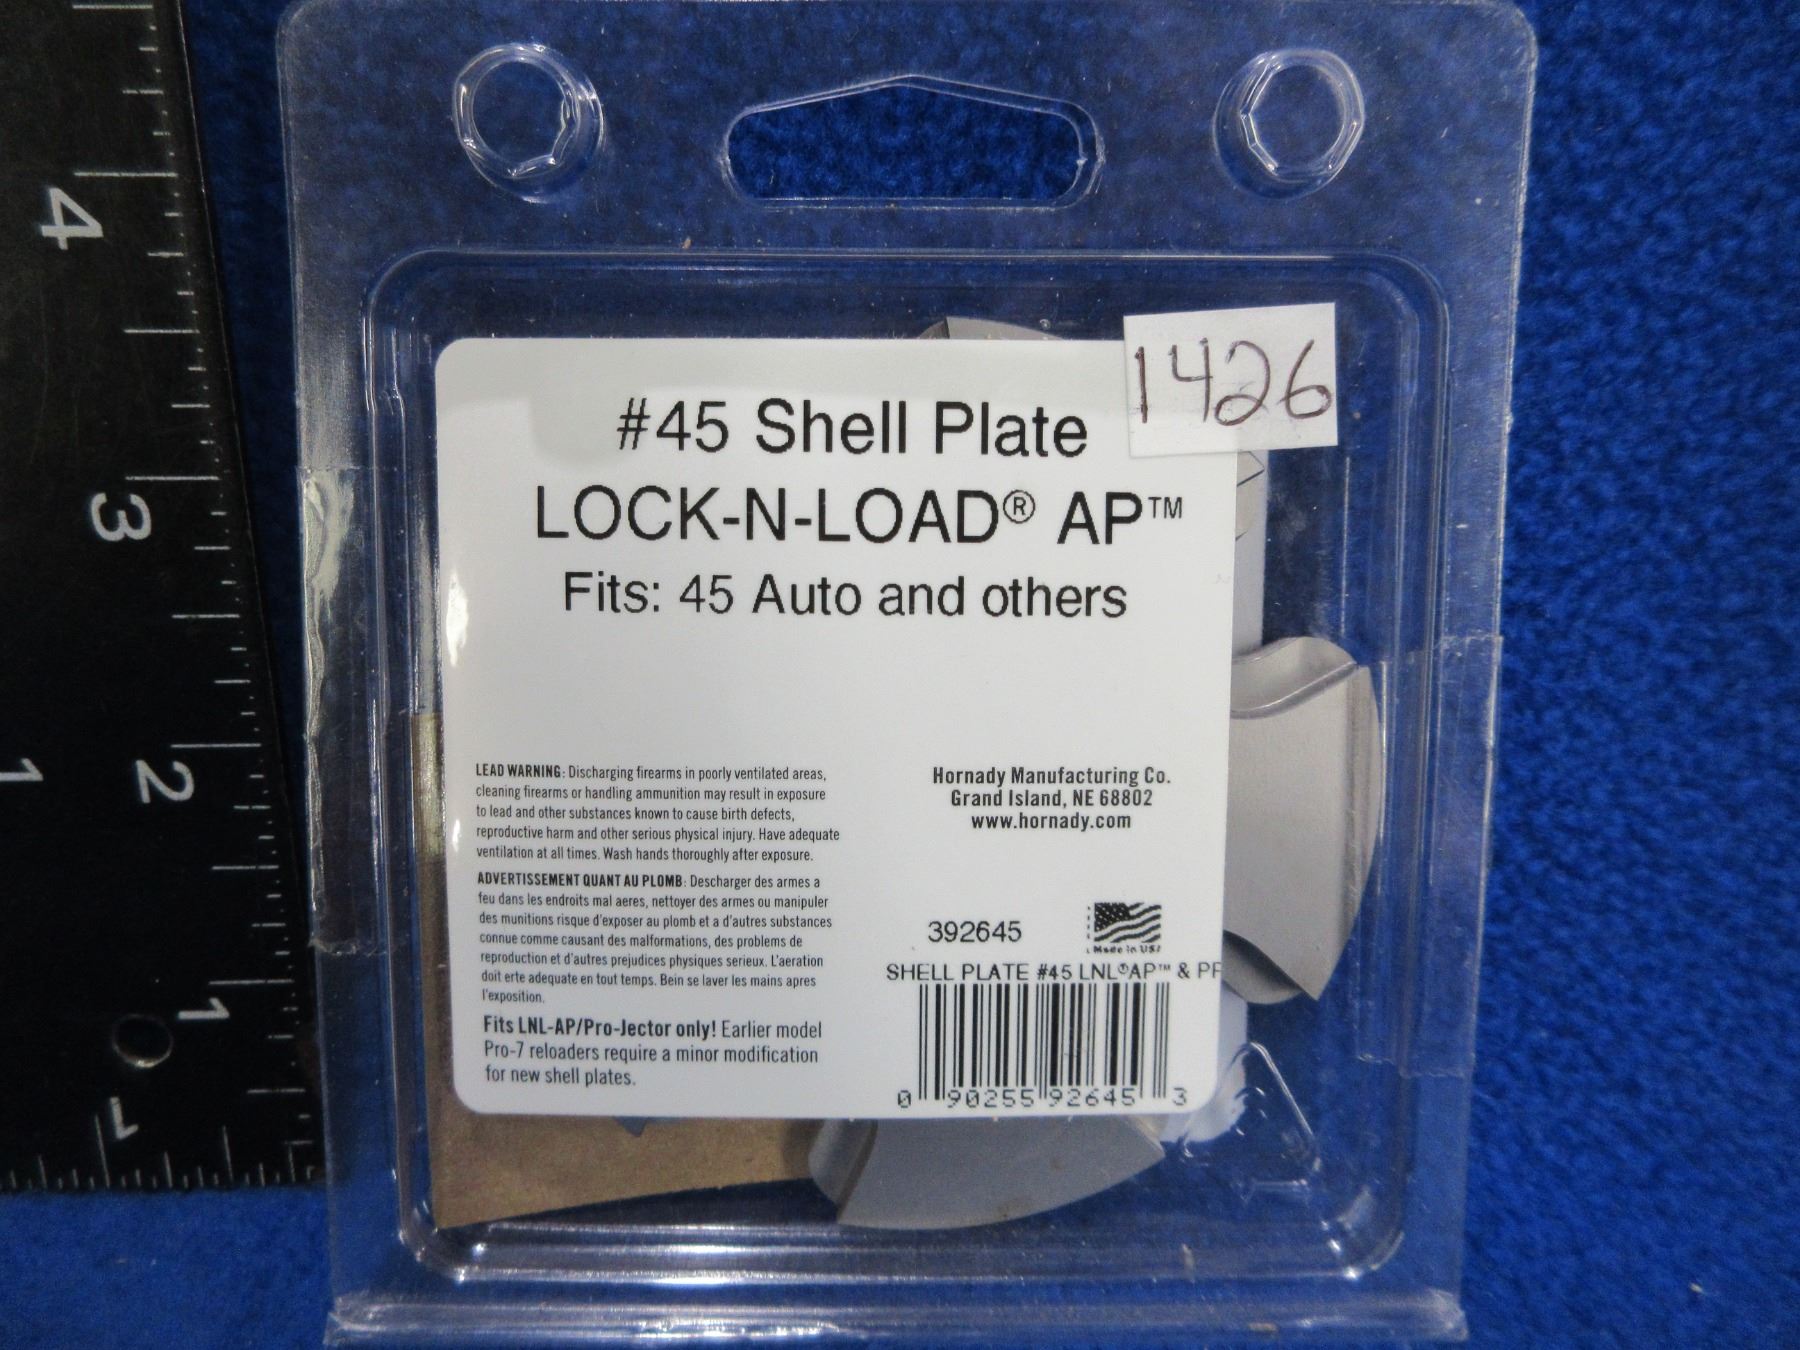 1426
#45 Shell Plate
LOCK-N-LOAD® AP™
Fits: 45 Auto and others
LEAD WARNING: Discharging firearms in poorly ventilated areas,
cleaning firearms or handling ammunition may result in exposure
to lead and other substances known to cause birth defects,
reproductive harm and other serious physical injury. Have adequate
ventilation at all times. Wash hands thoroughly after exposure.
ADVERTISSEMENT QUANT AU PLOMB: Descharger des armes a
feu dans les endroits mal aeres, nettoyer des armes ou manipuler
des munitions risque d'exposer au plomb et a d'autres substances
connue comme causant des malformations, des problems de
reproduction et d'autres prejudices physiques serieux. L'aeration
doit erte adequate en tout temps. Bein se laver les mains apres
l'exposition.
Fits LNL-AP/Pro-Jector only! Earlier model
Pro-7 reloaders require a minor modification
for new shell plates.
Hornady Manufacturing Co.
Grand Island, NE 68802
www.hornady.com
392645
Made in USA
SHELL PLATE #45 LNL®AP™ & PF
0 90255 92645 3
4
3
2
1
1